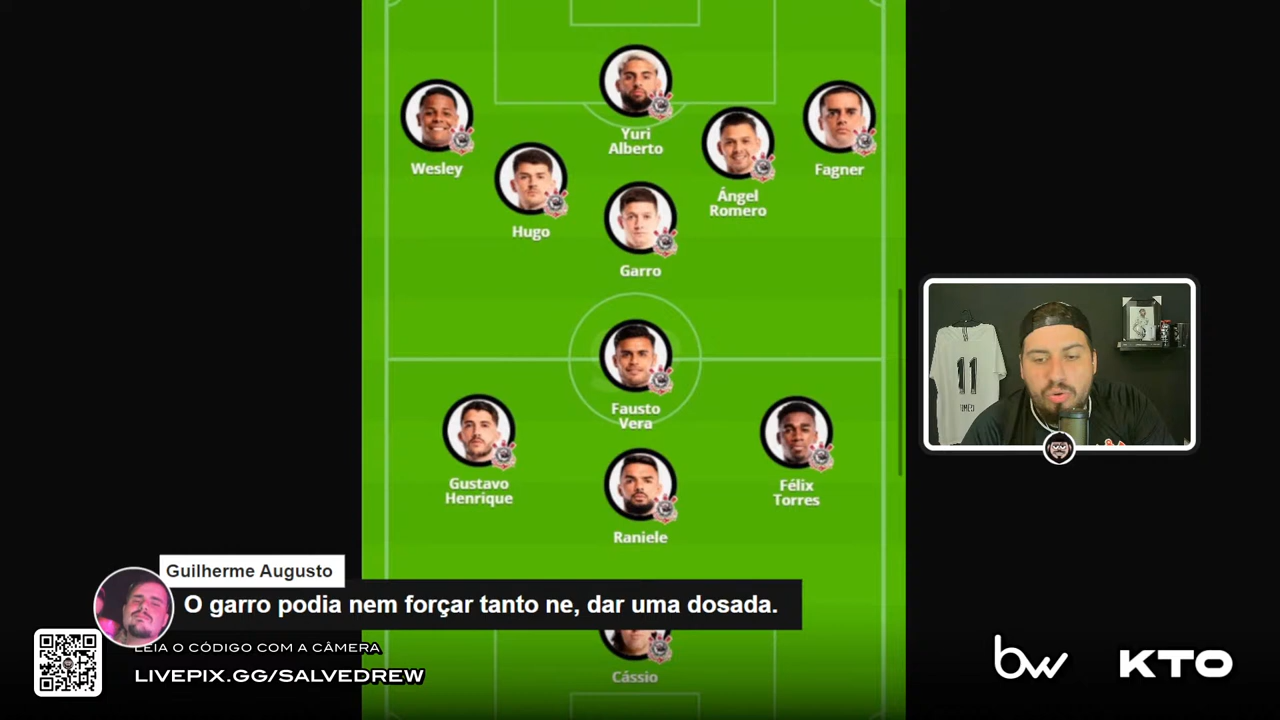 Yuri
Alberto
Wesley
Fagner
Ángel
Romero
Hugo
Garro
Fausto
Vera
Gustavo
Henrique
Félix
Torres
Raniele
11
Guilherme Augusto
O garro podia nem forçar tanto ne, dar uma dosada.
LEIA O CÓDIGO COM A CÂMERA
LIVEPIX.GG/SALVEDREW
Cássio
bw
KTO